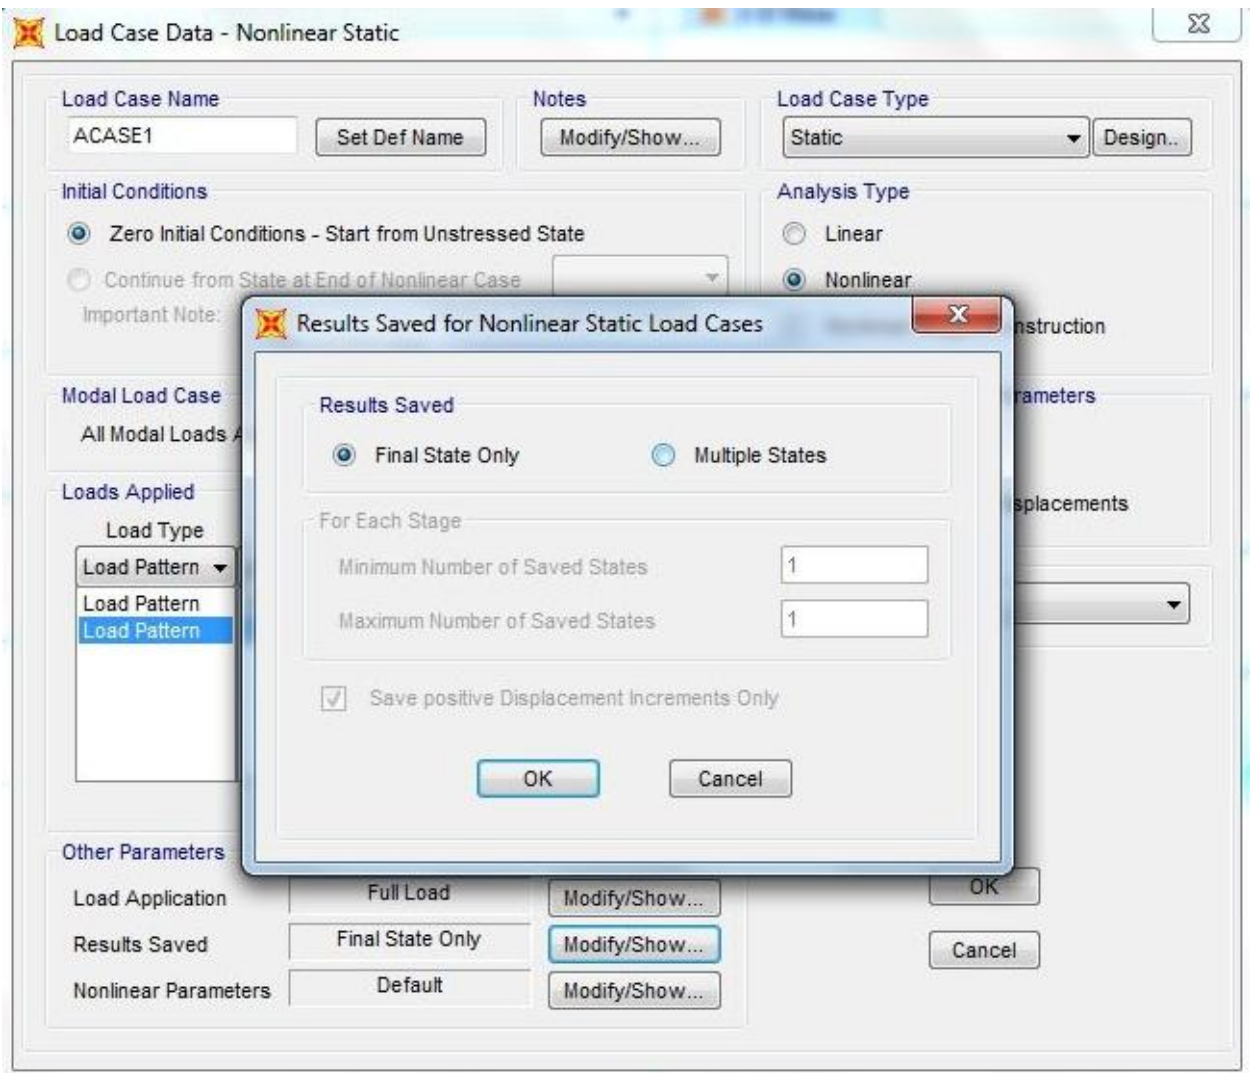 Load Case Data - Nonlinear Static
Load Case Name
Notes
Load Case Type
ACASE1
Set Def Name
Modify/Show...
Static
Design..
Initial Conditions
Analysis Type
Zero Initial Conditions - Start from Unstressed State
Linear
Continue from State at End of Nonlinear Case
Nonlinear
Important Note:
nstruction
Results Saved for Nonlinear Static Load Cases
Modal Load Case
rameters
All Modal Loads A
Results Saved
Final State Only
Multiple States
Loads Applied
splacements
Load Type
For Each Stage
Load Pattern
Minimum Number of Saved States
1
Load Pattern
Load Pattern
Maximum Number of Saved States
1
Save positive Displacement Increments Only
OK
Cancel
Other Parameters
Load Application
Full Load
Modify/Show...
OK
Results Saved
Final State Only
Modify/Show...
Cancel
Nonlinear Parameters
Default
Modify/Show...